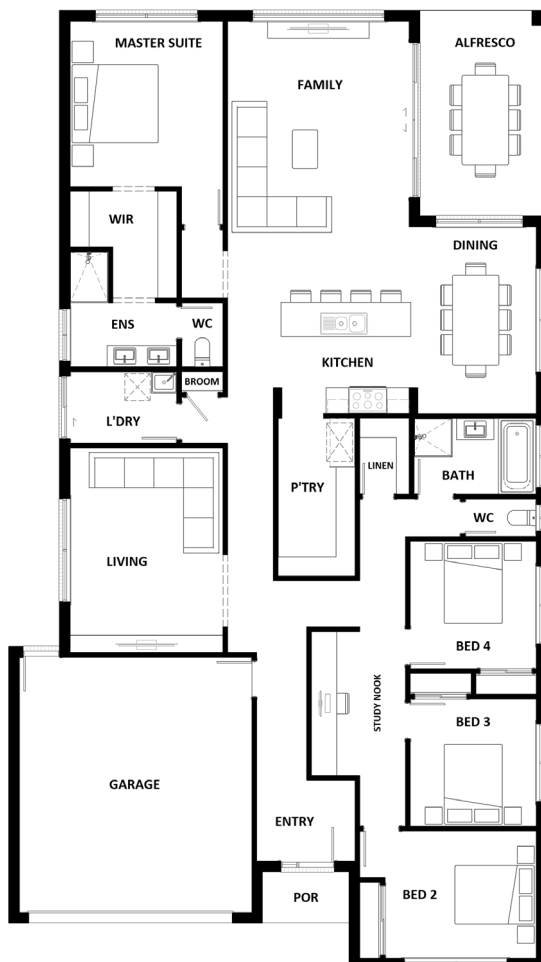 MASTER SUITE
FAMILY
ALFRESCO
WIR
DINING
ENS
WC
KITCHEN
BROOM
L'DRY
P'TRY
LINEN
BATH
WC
LIVING
BED 4
STUDY NOOK
BED 3
GARAGE
ENTRY
POR
BED 2